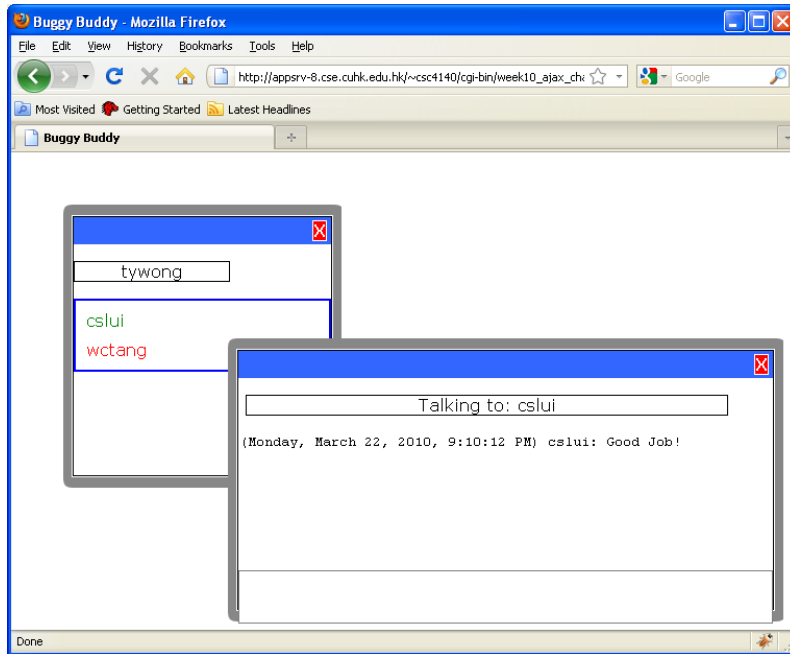 Buggy Buddy - Mozilla Firefox
File Edit View History Bookmarks Tools Help
http://appsrv-8.cse.cuhk.edu.hk/~csc4140/cgi-bin/week10_ajax_cha
Google
Most Visited Getting Started Latest Headlines
Buggy Buddy
X
tywong
cslui
wctang
X
Talking to: cslui
(Monday, March 22, 2010, 9:10:12 PM) cslui: Good Job!
Done